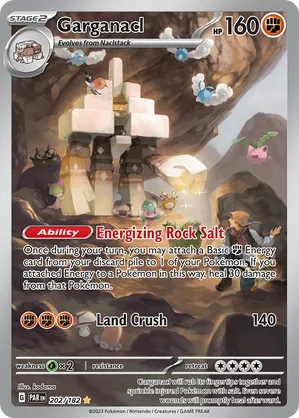 STAGE2
Garganacl
HP 160
Evolves from Naclstack
Ability Energizing Rock Salt
Once during your turn, you may attach a Basic Energy
card from your discard pile to 1 of your Pokémon. If you
attached Energy to a Pokémon in this way, heal 30 damage
from that Pokémon.
Land Crush 140
weakness ×2 resistance retreat
Illus. kodama
Garganacl will rub its fingertips together and
sprinkle injured Pokémon with salt. Even severe
wounds will promptly heal afterward.
G PAR EN 202/182
©2023 Pokémon / Nintendo / Creatures / GAME FREAK